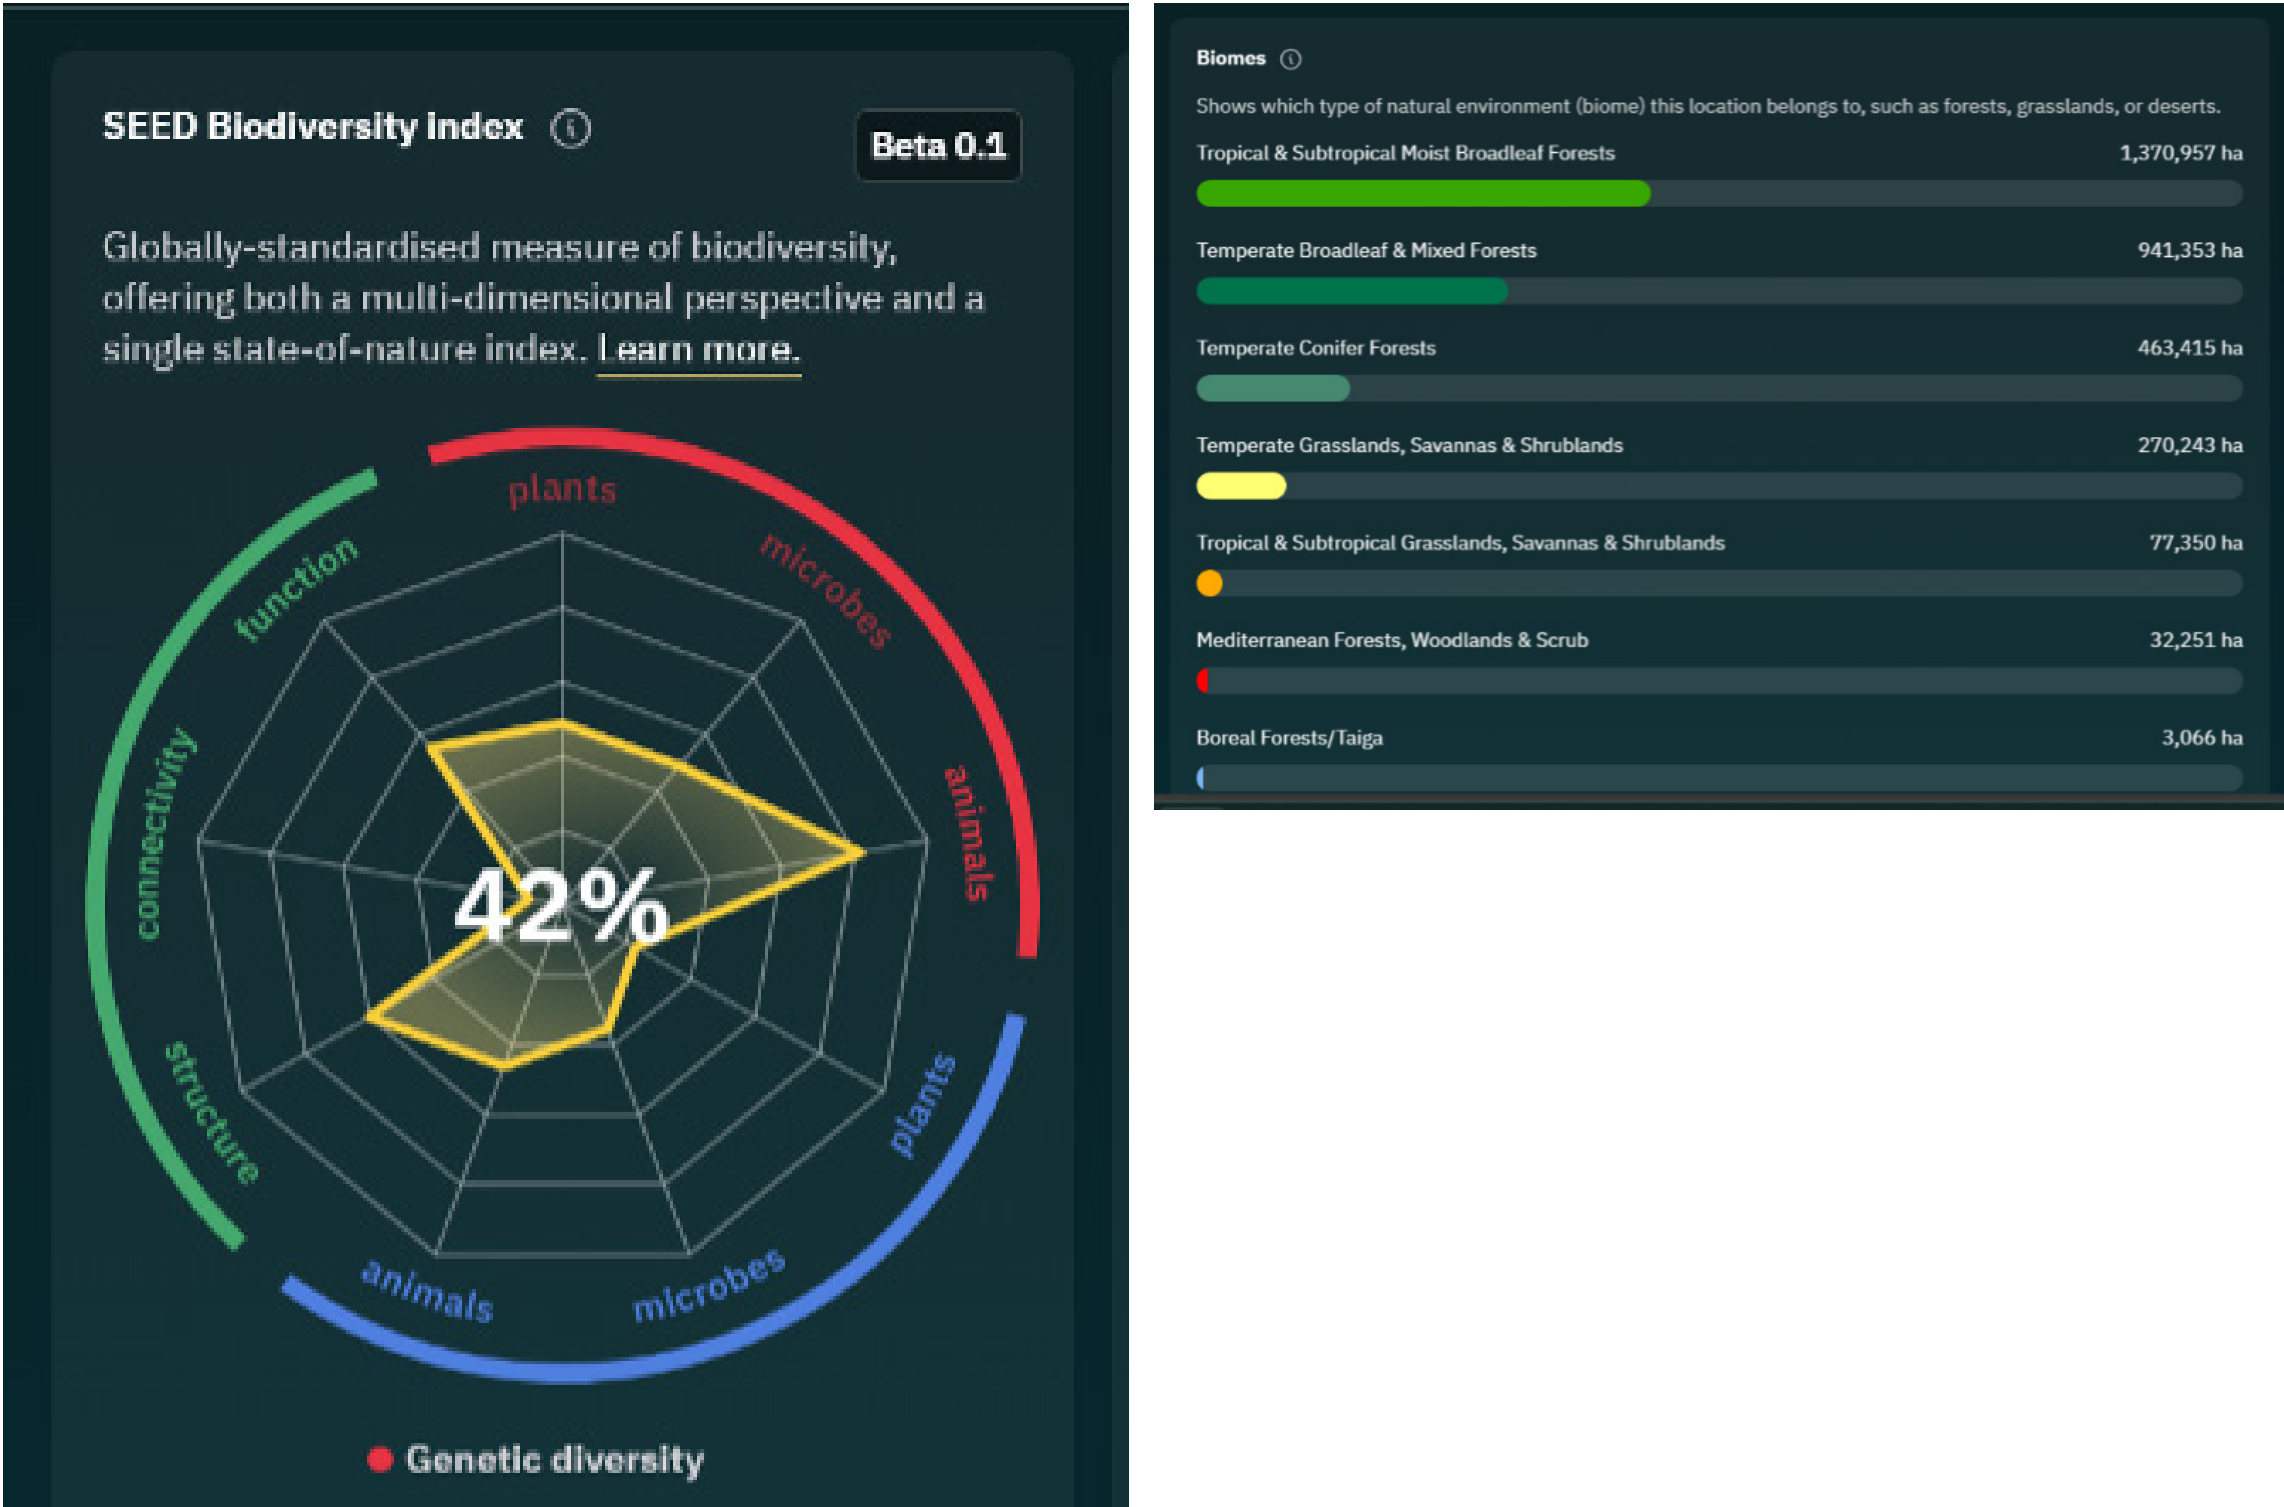 SEED Biodiversity index
Beta 0.1
Globally-standardised measure of biodiversity,
offering both a multi-dimensional perspective and a
single state-of-nature index. Learn more.
plants
microbes
animals
plants
microbes
animals
structure
connectivity
function
42%
Genetic diversity
Biomes
Shows which type of natural environment (biome) this location belongs to, such as forests, grasslands, or deserts.
Tropical & Subtropical Moist Broadleaf Forests 1,370,957 ha
Temperate Broadleaf & Mixed Forests 941,353 ha
Temperate Conifer Forests 463,415 ha
Temperate Grasslands, Savannas & Shrublands 270,243 ha
Tropical & Subtropical Grasslands, Savannas & Shrublands 77,350 ha
Mediterranean Forests, Woodlands & Scrub 32,251 ha
Boreal Forests/Taiga 3,066 ha